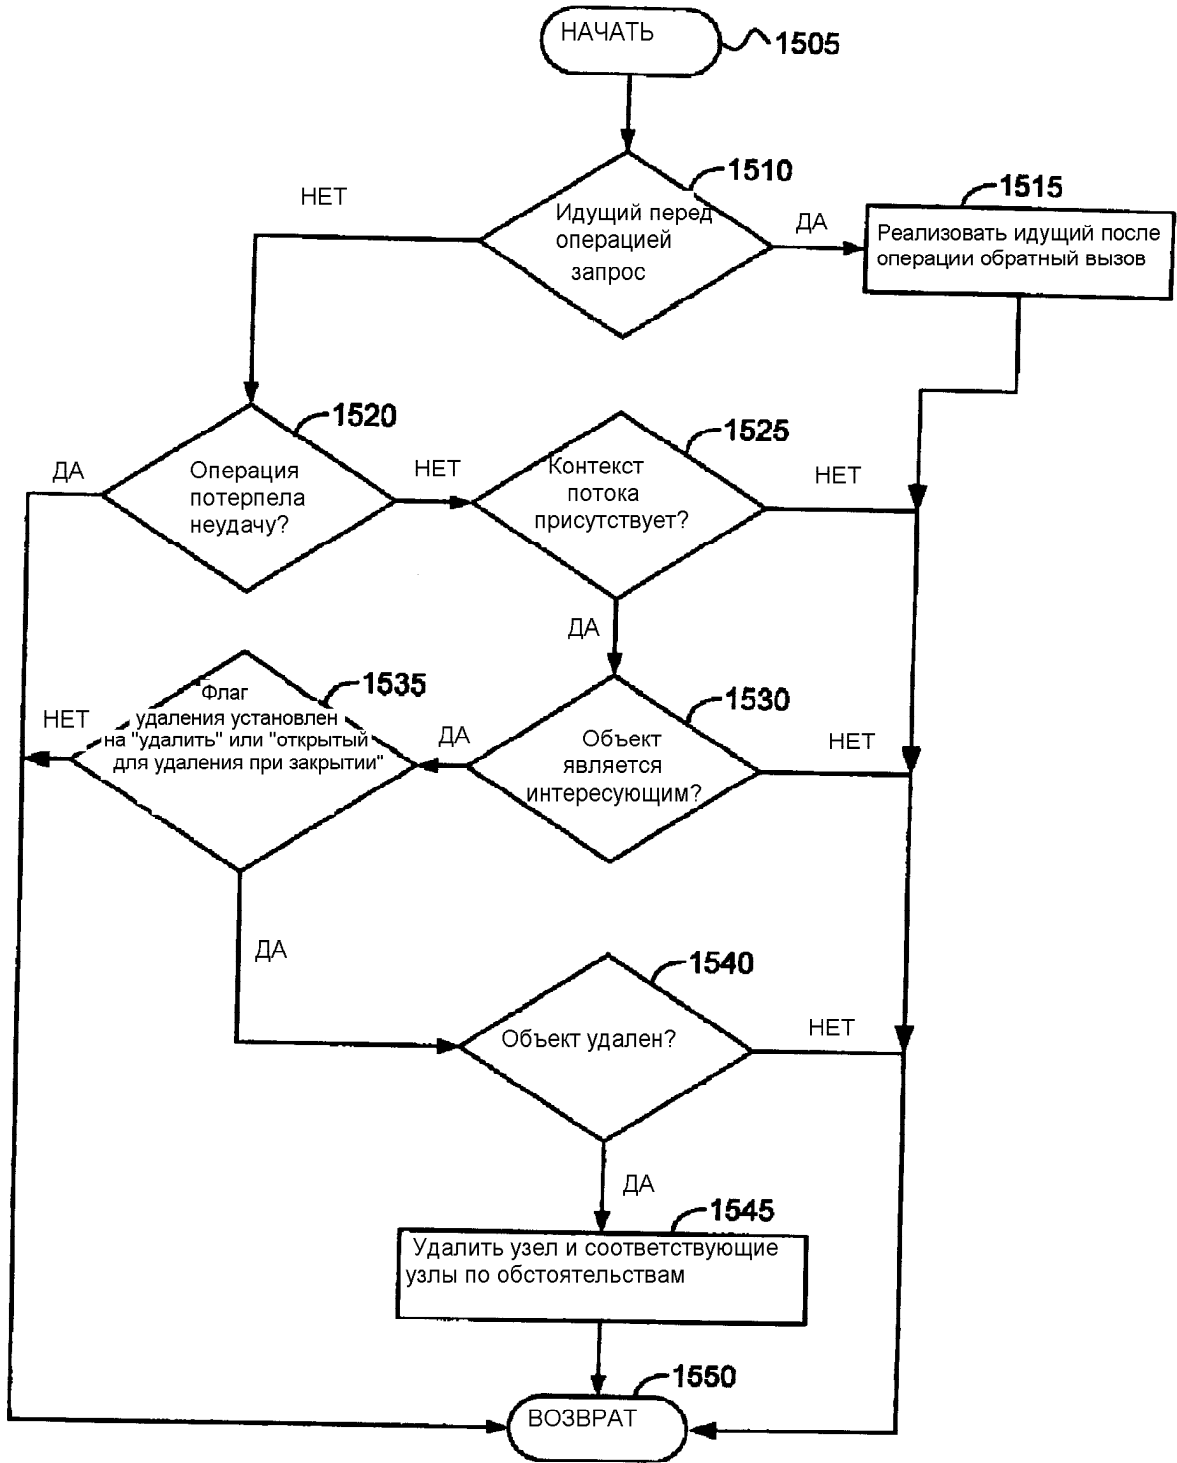 НАЧАТЬ
1505
1510
НЕТ
Идущий перед
операцией
запрос
ДА
1515
Реализовать идущий после
операции обратный вызов
1520
ДА
Операция
потерпела
неудачу?
НЕТ
1525
Контекст
потока
присутствует?
НЕТ
ДА
1535
Флаг
удаления установлен
на "удалить" или "открытый
для удаления при закрытии"
НЕТ
ДА
1530
Объект
является
интересующим?
НЕТ
ДА
1540
Объект удален?
НЕТ
ДА
1545
Удалить узел и соответствующие
узлы по обстоятельствам
1550
ВОЗВРАТ